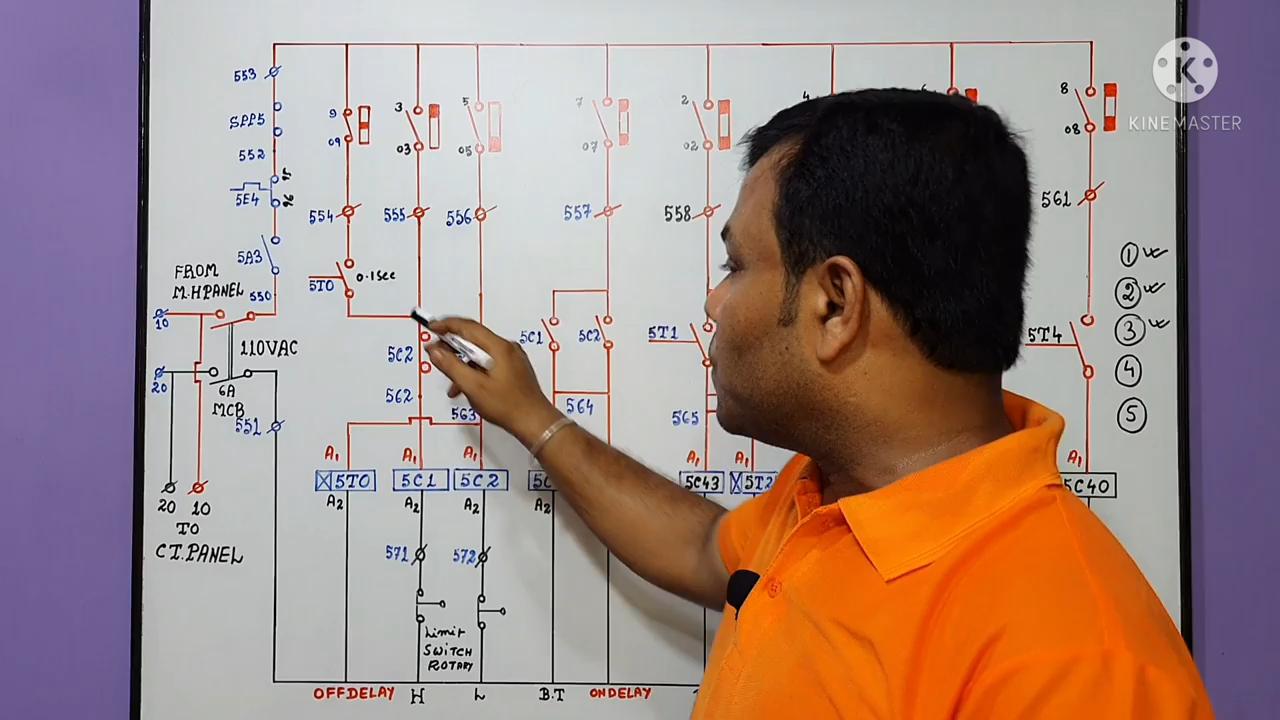 553
SPP5
552
95
96
5E4
5A3
FROM
M.H PANEL
550
10
110VAC
20
6A
MCB
551
20 10
TO
C.T. PANEL
9
09
554
5T0
0.1sec
3
03
555
5C2
562
5
05
556
563
7
07
557
5C1
5C2
564
2
02
558
5T1
565
8
08
561
5T4
A1 A1 A1 A1 A1 A1
5T0 5C1 5C2 5C43 5T2 5C40
A2 A2 A2 A2
571 572
Limit
SWITCH
ROTARY
OFFDELAY H L B.T ONDELAY
1
2
3
4
5
K
KINEMASTER